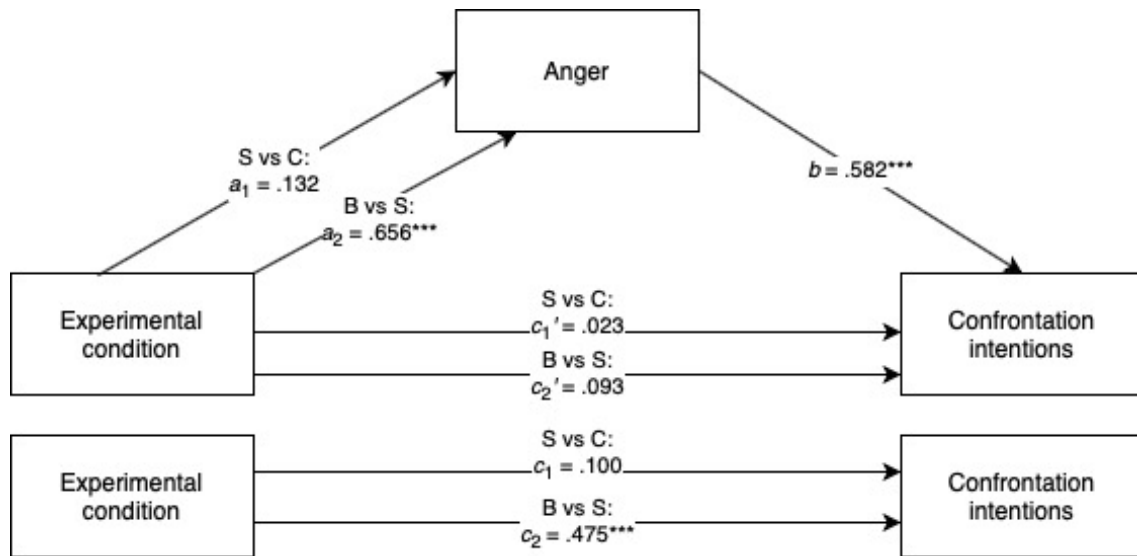 Anger
S vs C:
a₁ = .132
B vs S:
a₂ = .656***
b = .582***
Experimental
condition
S vs C:
c₁' = .023
B vs S:
c₂' = .093
Confrontation
intentions
Experimental
condition
S vs C:
c₁ = .100
B vs S:
c₂ = .475***
Confrontation
intentions